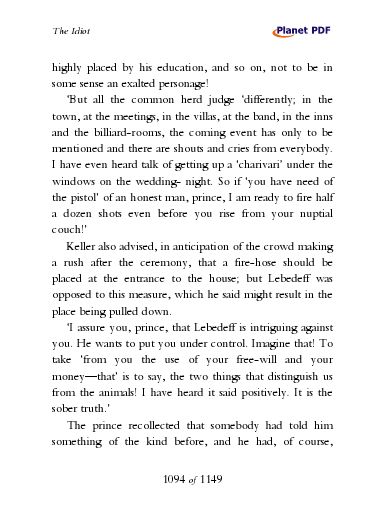 The Idiot
Planet PDF
highly placed by his education, and so on, not to be in
some sense an exalted personage!
‘But all the common herd judge ‘differently; in the
town, at the meetings, in the villas, at the band, in the inns
and the billiard-rooms, the coming event has only to be
mentioned and there are shouts and cries from everybody.
I have even heard talk of getting up a ‘charivari’ under the
windows on the wedding- night. So if ‘you have need of
the pistol’ of an honest man, prince, I am ready to fire half
a dozen shots even before you rise from your nuptial
couch!’
Keller also advised, in anticipation of the crowd making
a rush after the ceremony, that a fire-hose should be
placed at the entrance to the house; but Lebedeff was
opposed to this measure, which he said might result in the
place being pulled down.
‘I assure you, prince, that Lebedeff is intriguing against
you. He wants to put you under control. Imagine that! To
take ‘from you the use of your free-will and your
money—that’ is to say, the two things that distinguish us
from the animals! I have heard it said positively. It is the
sober truth.’
The prince recollected that somebody had told him
something of the kind before, and he had, of course,
1094 of 1149